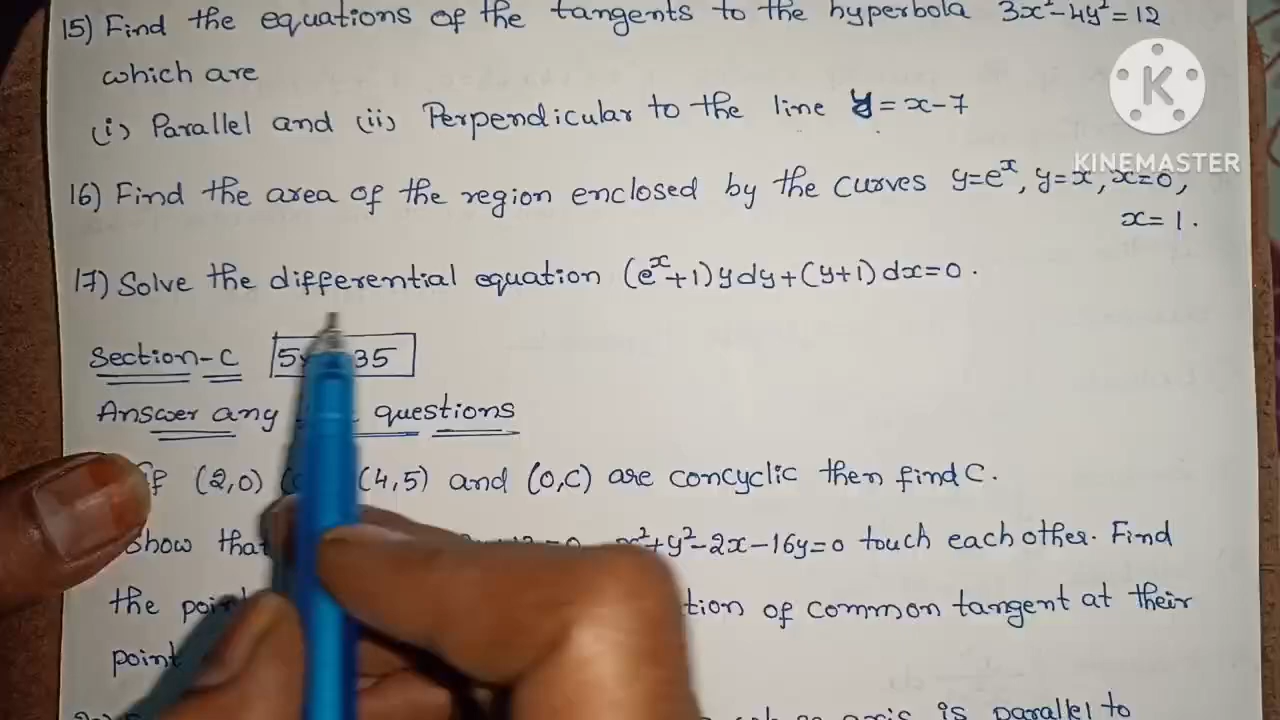 15) Find the equations of the tangents to the hyperbola 3x²-4y²=12
which are
(i) Parallel and (ii) Perpendicular to the line y=x-7
K
KINEMASTER
16) Find the area of the region enclosed by the curves y=eˣ, y=x, x=0,
x=1.
17) Solve the differential equation (eˣ+1)ydy+(y+1)dx=0.
Section-C 5 35
Answer any questions
If (2,0) (4,5) and (0,C) are concyclic then find C.
Show that x²+y²-2x-16y=0 touch each other. Find
the tion of common tangent at their
point
axis is parallel to